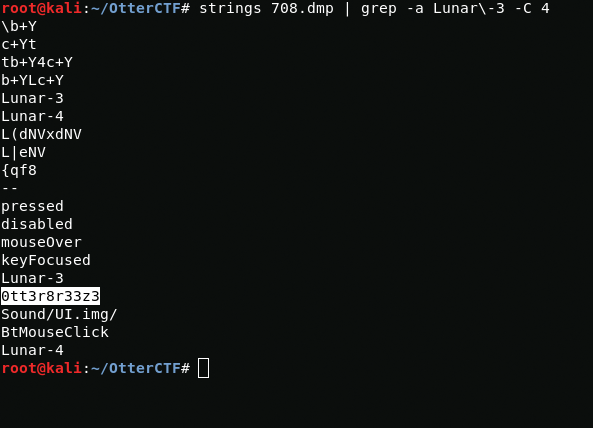 root@kali:~/OtterCTF# strings 708.dmp | grep -a Lunar\-3 -C 4
\b+Y
c+Yt
tb+Y4c+Y
b+YLc+Y
Lunar-3
Lunar-4
L(dNVxdNV
L|eNV
{qf8
--
pressed
disabled
mouseOver
keyFocused
Lunar-3
0tt3r8r33z3
Sound/UI.img/
BtMouseClick
Lunar-4
root@kali:~/OtterCTF#